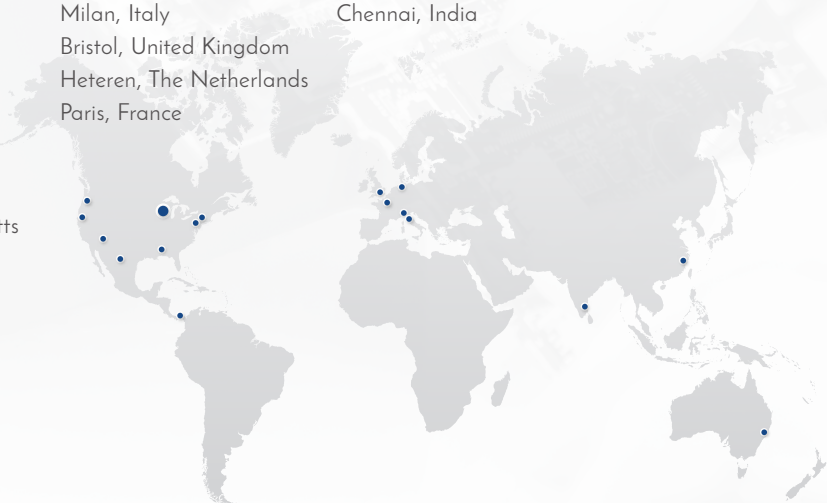 Milan, Italy
Bristol, United Kingdom
Heteren, The Netherlands
Paris, France
Chennai, India